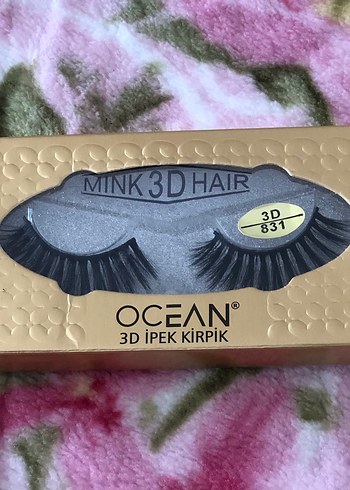 MINK 3D HAIR
3D
831
OCEAN®
3D İPEK KİRPİK